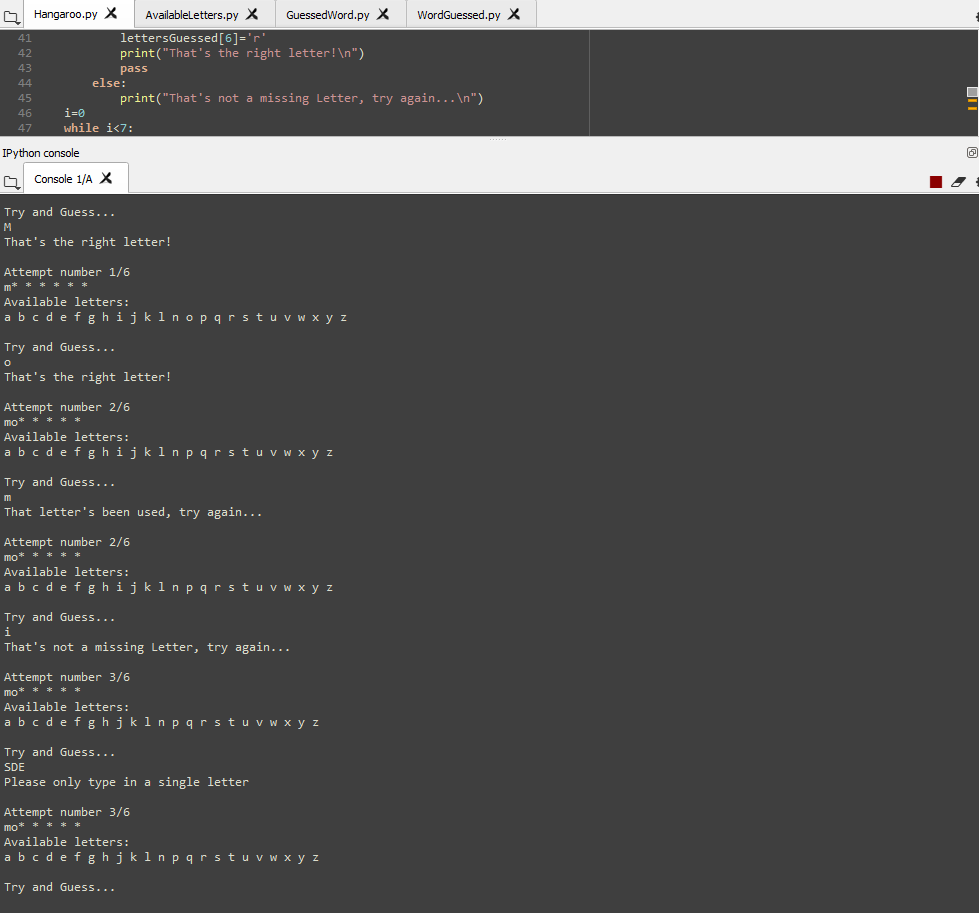 Hangaroo.py AvailableLetters.py GuessedWord.py WordGuessed.py
41 lettersGuessed[6]='r'
42 print("That's the right letter!\n")
43 pass
44 else:
45 print("That's not a missing Letter, try again...\n")
46 i=0
47 while i<7:
IPython console
Console 1/A
Try and Guess...
M
That's the right letter!
Attempt number 1/6
m* * * * * *
Available letters:
a b c d e f g h i j k l n o p q r s t u v w x y z
Try and Guess...
o
That's the right letter!
Attempt number 2/6
mo* * * * *
Available letters:
a b c d e f g h i j k l n p q r s t u v w x y z
Try and Guess...
m
That letter's been used, try again...
Attempt number 2/6
mo* * * * *
Available letters:
a b c d e f g h i j k l n p q r s t u v w x y z
Try and Guess...
i
That's not a missing Letter, try again...
Attempt number 3/6
mo* * * * *
Available letters:
a b c d e f g h j k l n p q r s t u v w x y z
Try and Guess...
SDE
Please only type in a single letter
Attempt number 3/6
mo* * * * *
Available letters:
a b c d e f g h j k l n p q r s t u v w x y z
Try and Guess...